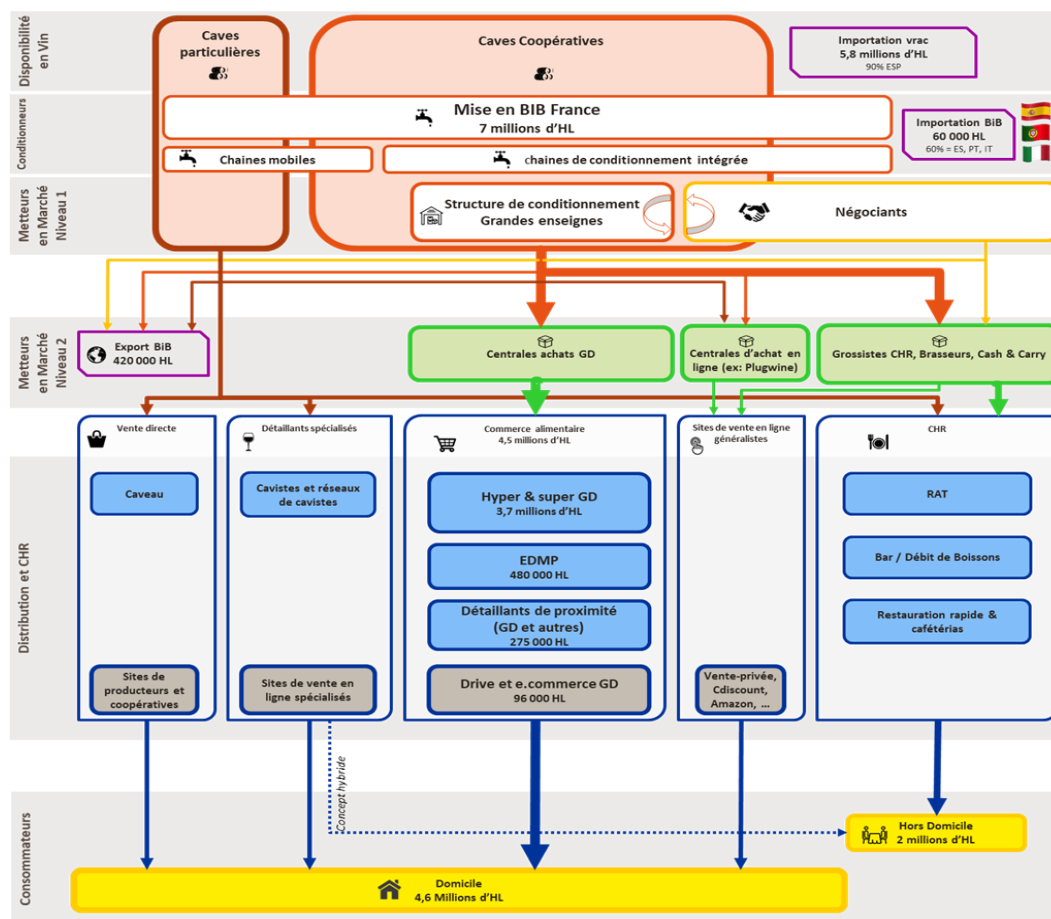 Disponibilité
en Vin
Caves
particulières
Caves Coopératives
Importation vrac
5,8 millions d'HL
90% ESP
Conditionneurs
Mise en BIB France
7 millions d'HL
Importation BiB
60 000 HL
60% = ES, PT, IT
Chaines mobiles
chaines de conditionnement intégrée
Metteurs
en Marché
Niveau 1
Structure de conditionnement
Grandes enseignes
Négociants
Metteurs
en Marché
Niveau 2
Export BiB
420 000 HL
Centrales achats GD
Centrales d'achat en
ligne (ex: Plugwine)
Grossistes CHR, Brasseurs, Cash & Carry
Distribution et CHR
Vente directe
Détaillants spécialisés
Commerce alimentaire
4,5 millions d'HL
Sites de vente en ligne
généralistes
CHR
Caveau
Cavistes et réseaux
de cavistes
Hyper & super GD
3,7 millions d'HL
RAT
EDMP
480 000 HL
Bar / Débit de Boissons
Détaillants de proximité
(GD et autres)
275 000 HL
Restauration rapide &
cafétérias
Sites de
producteurs et
coopératives
Sites de vente en
ligne spécialisés
Drive et e.commerce GD
96 000 HL
Vente-privée,
Cdiscount,
Amazon, ...
Concept hybride
Consommateurs
Hors Domicile
2 millions d'HL
Domicile
4,6 Millions d'HL